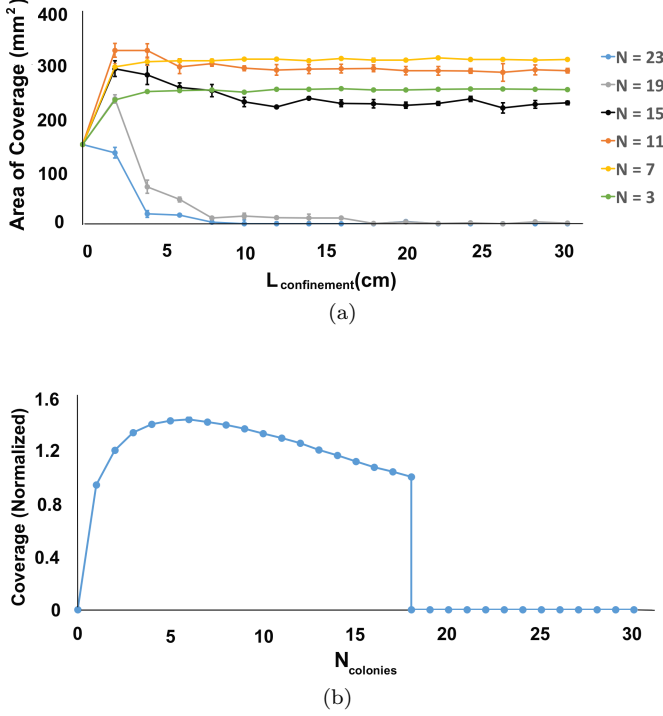 400
300
200
100
0
Area of Coverage (mm²)
0 5 10 15 20 25 30
L confinement(cm)
N = 23
N = 19
N = 15
N = 11
N = 7
N = 3
(a)
1.6
1.2
0.8
0.4
0
Coverage (Normalized)
0 5 10 15 20 25 30
Ncolonies
(b)